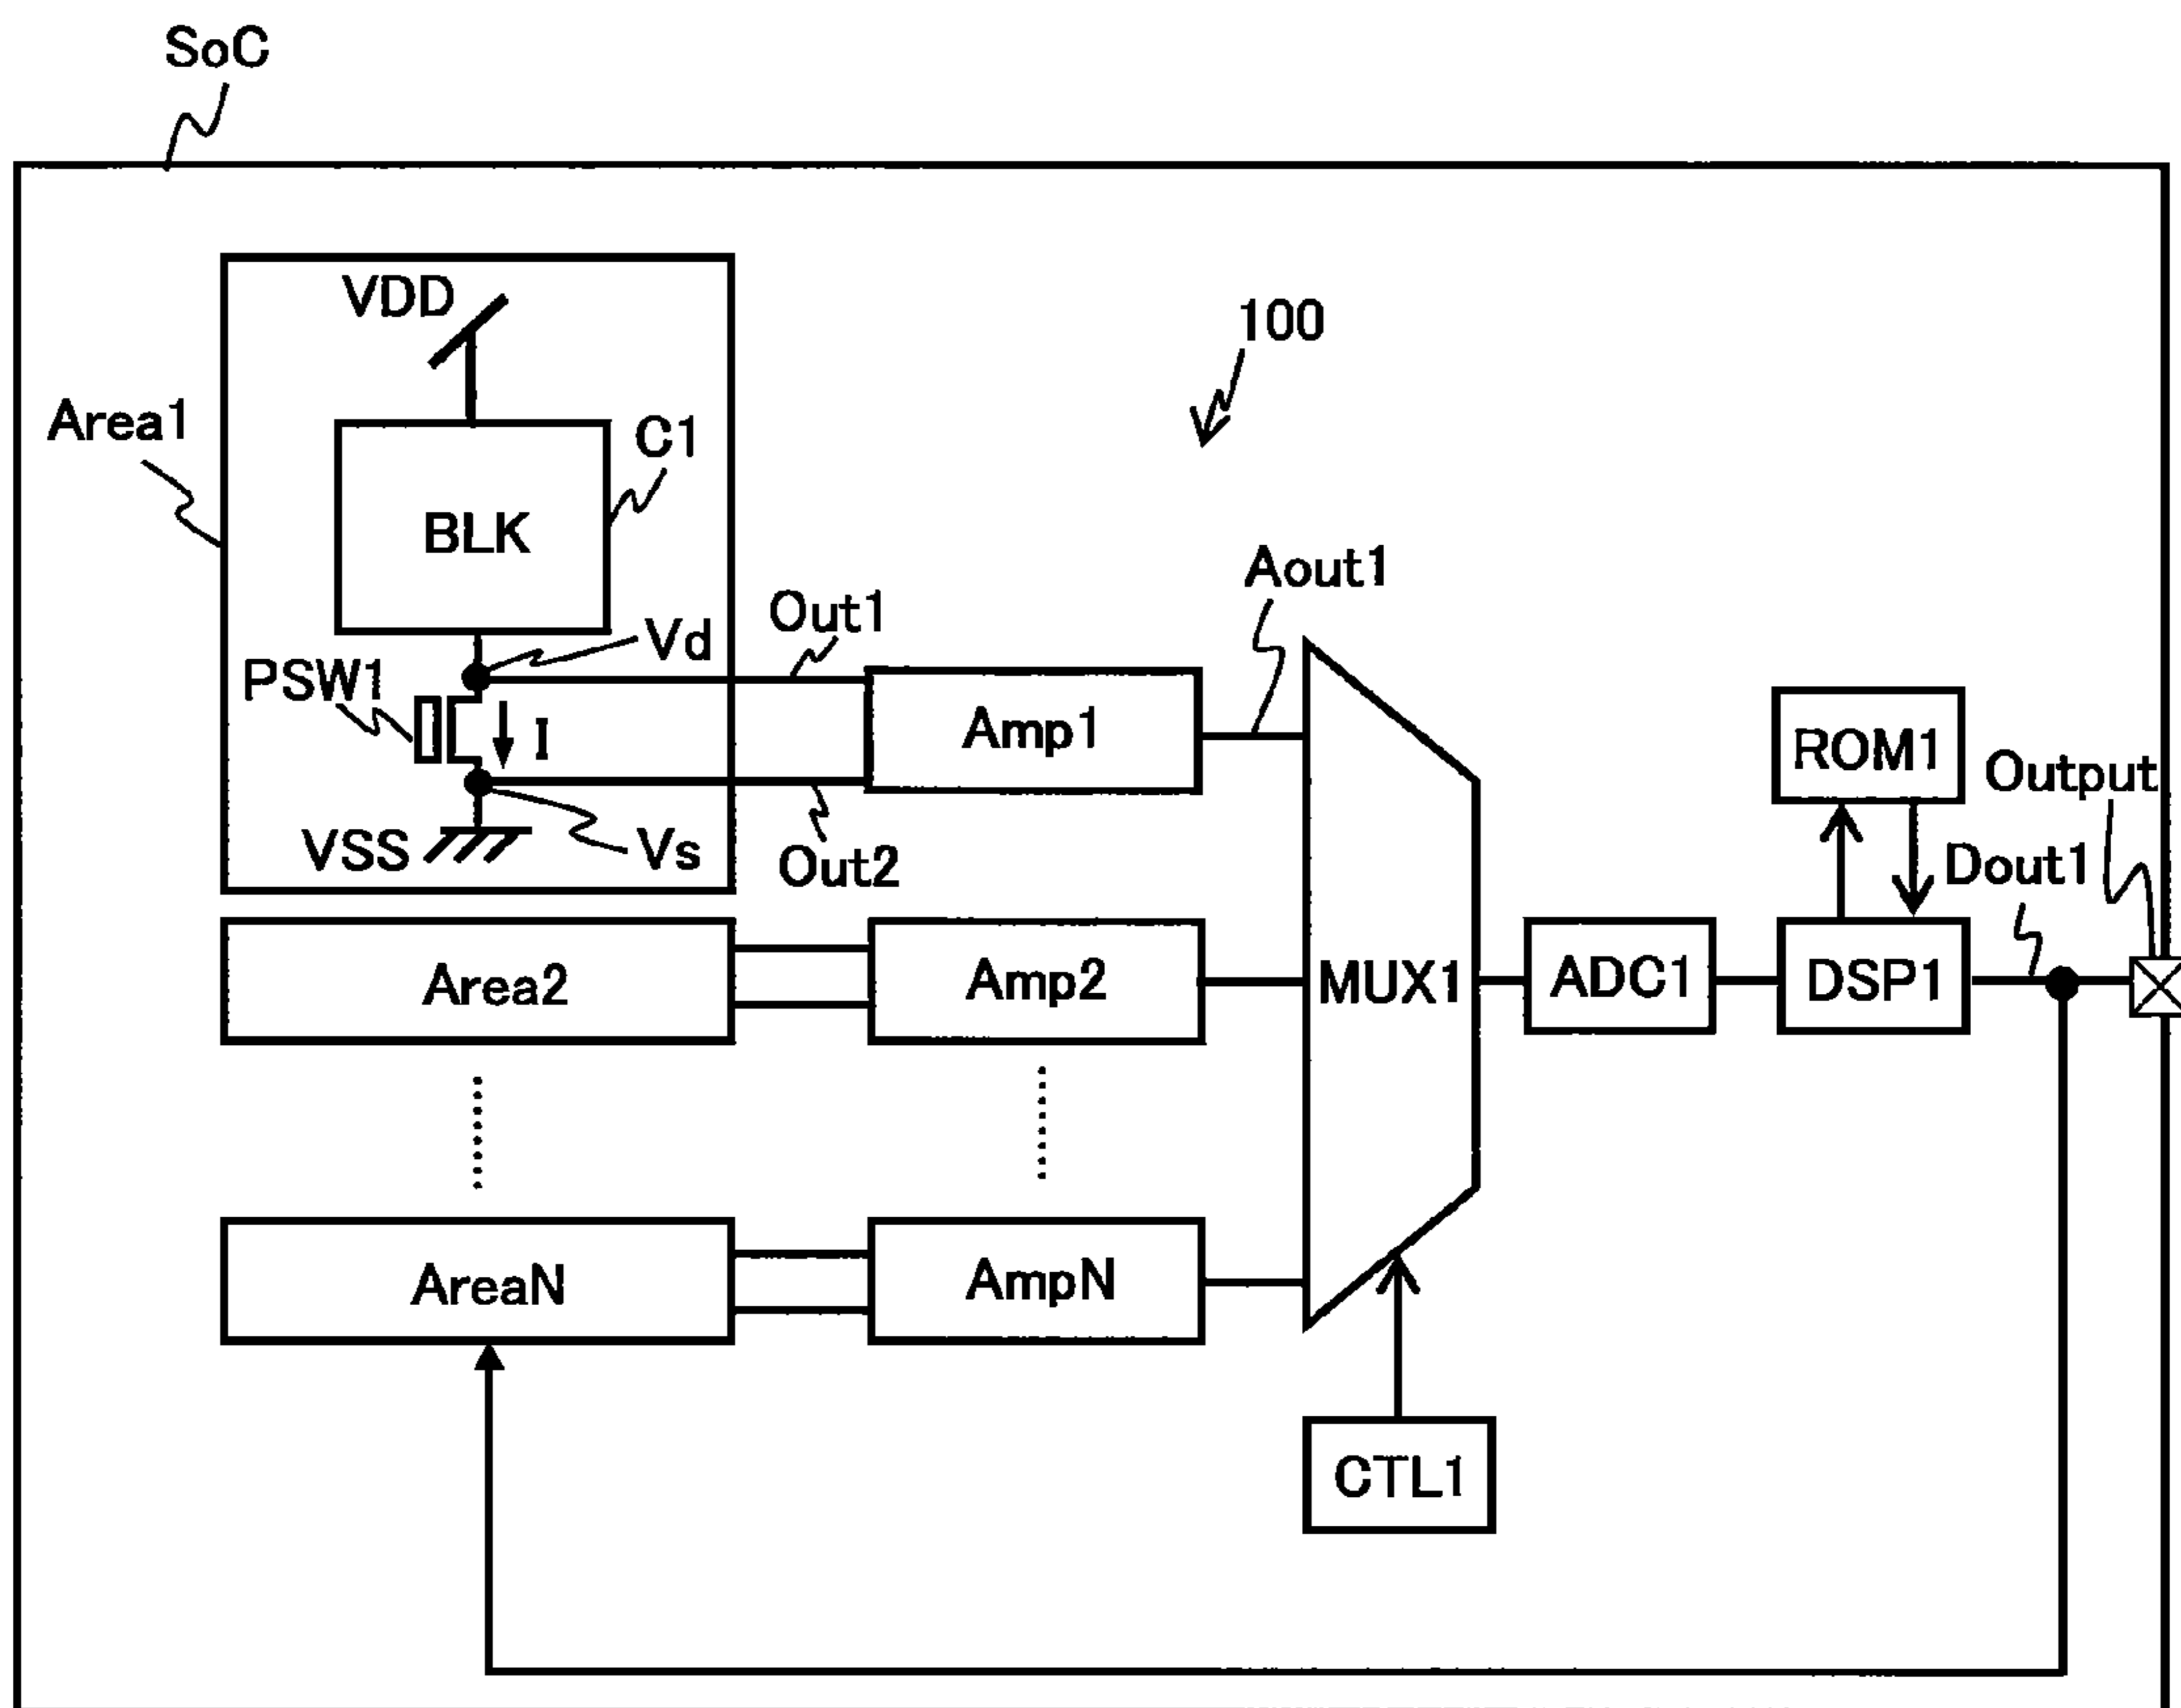 SoC
VDD
100
Area1
C1
BLK
Aout1
Out1
Vd
PSW1
I
Amp1
ROM1
Output
VSS
Vs
Out2
Dout1
Area2
Amp2
MUX1
ADC1
DSP1
AreaN
AmpN
CTL1